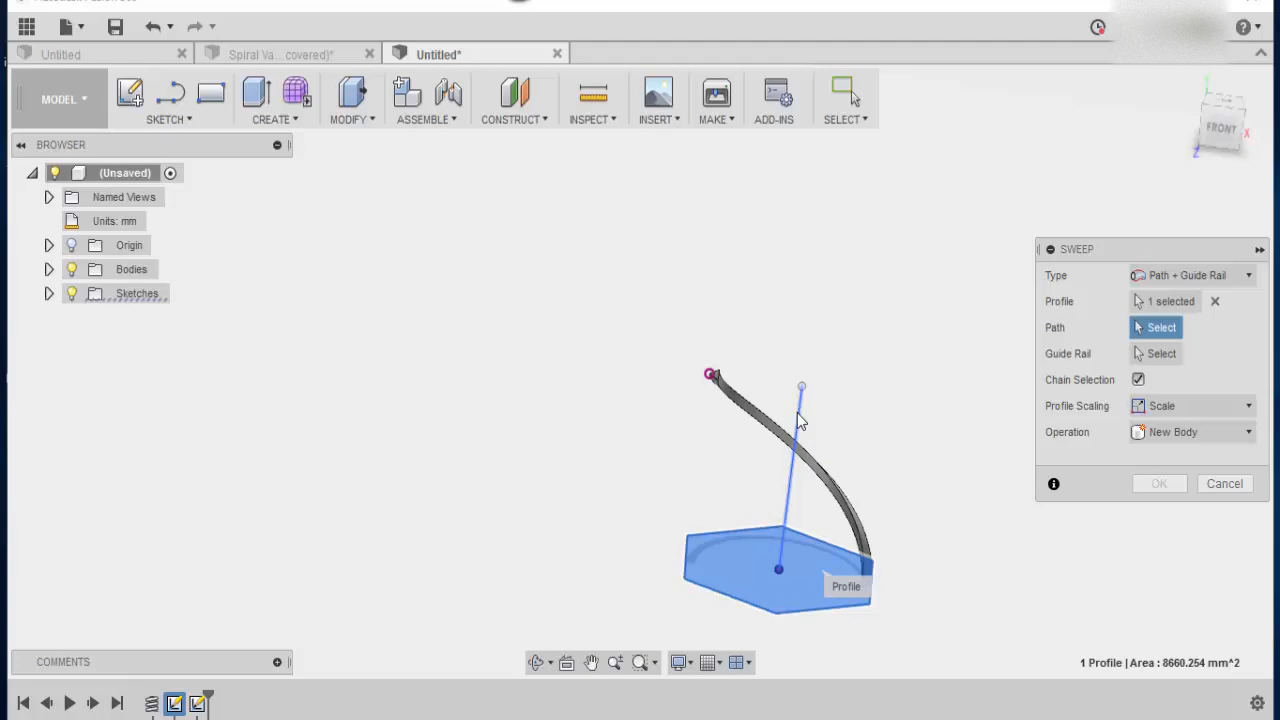 Untitled
Spiral Va...covered)*
Untitled*
MODEL
SKETCH
CREATE
MODIFY
ASSEMBLE
CONSTRUCT
INSPECT
INSERT
MAKE
ADD-INS
SELECT
FRONT
X
Z
BROWSER
(Unsaved)
Named Views
Units: mm
Origin
Bodies
Sketches
SWEEP
Type Path + Guide Rail
Profile 1 selected
Path Select
Guide Rail Select
Chain Selection
Profile Scaling Scale
Operation New Body
OK Cancel
Profile
COMMENTS
1 Profile | Area : 8660.254 mm^2